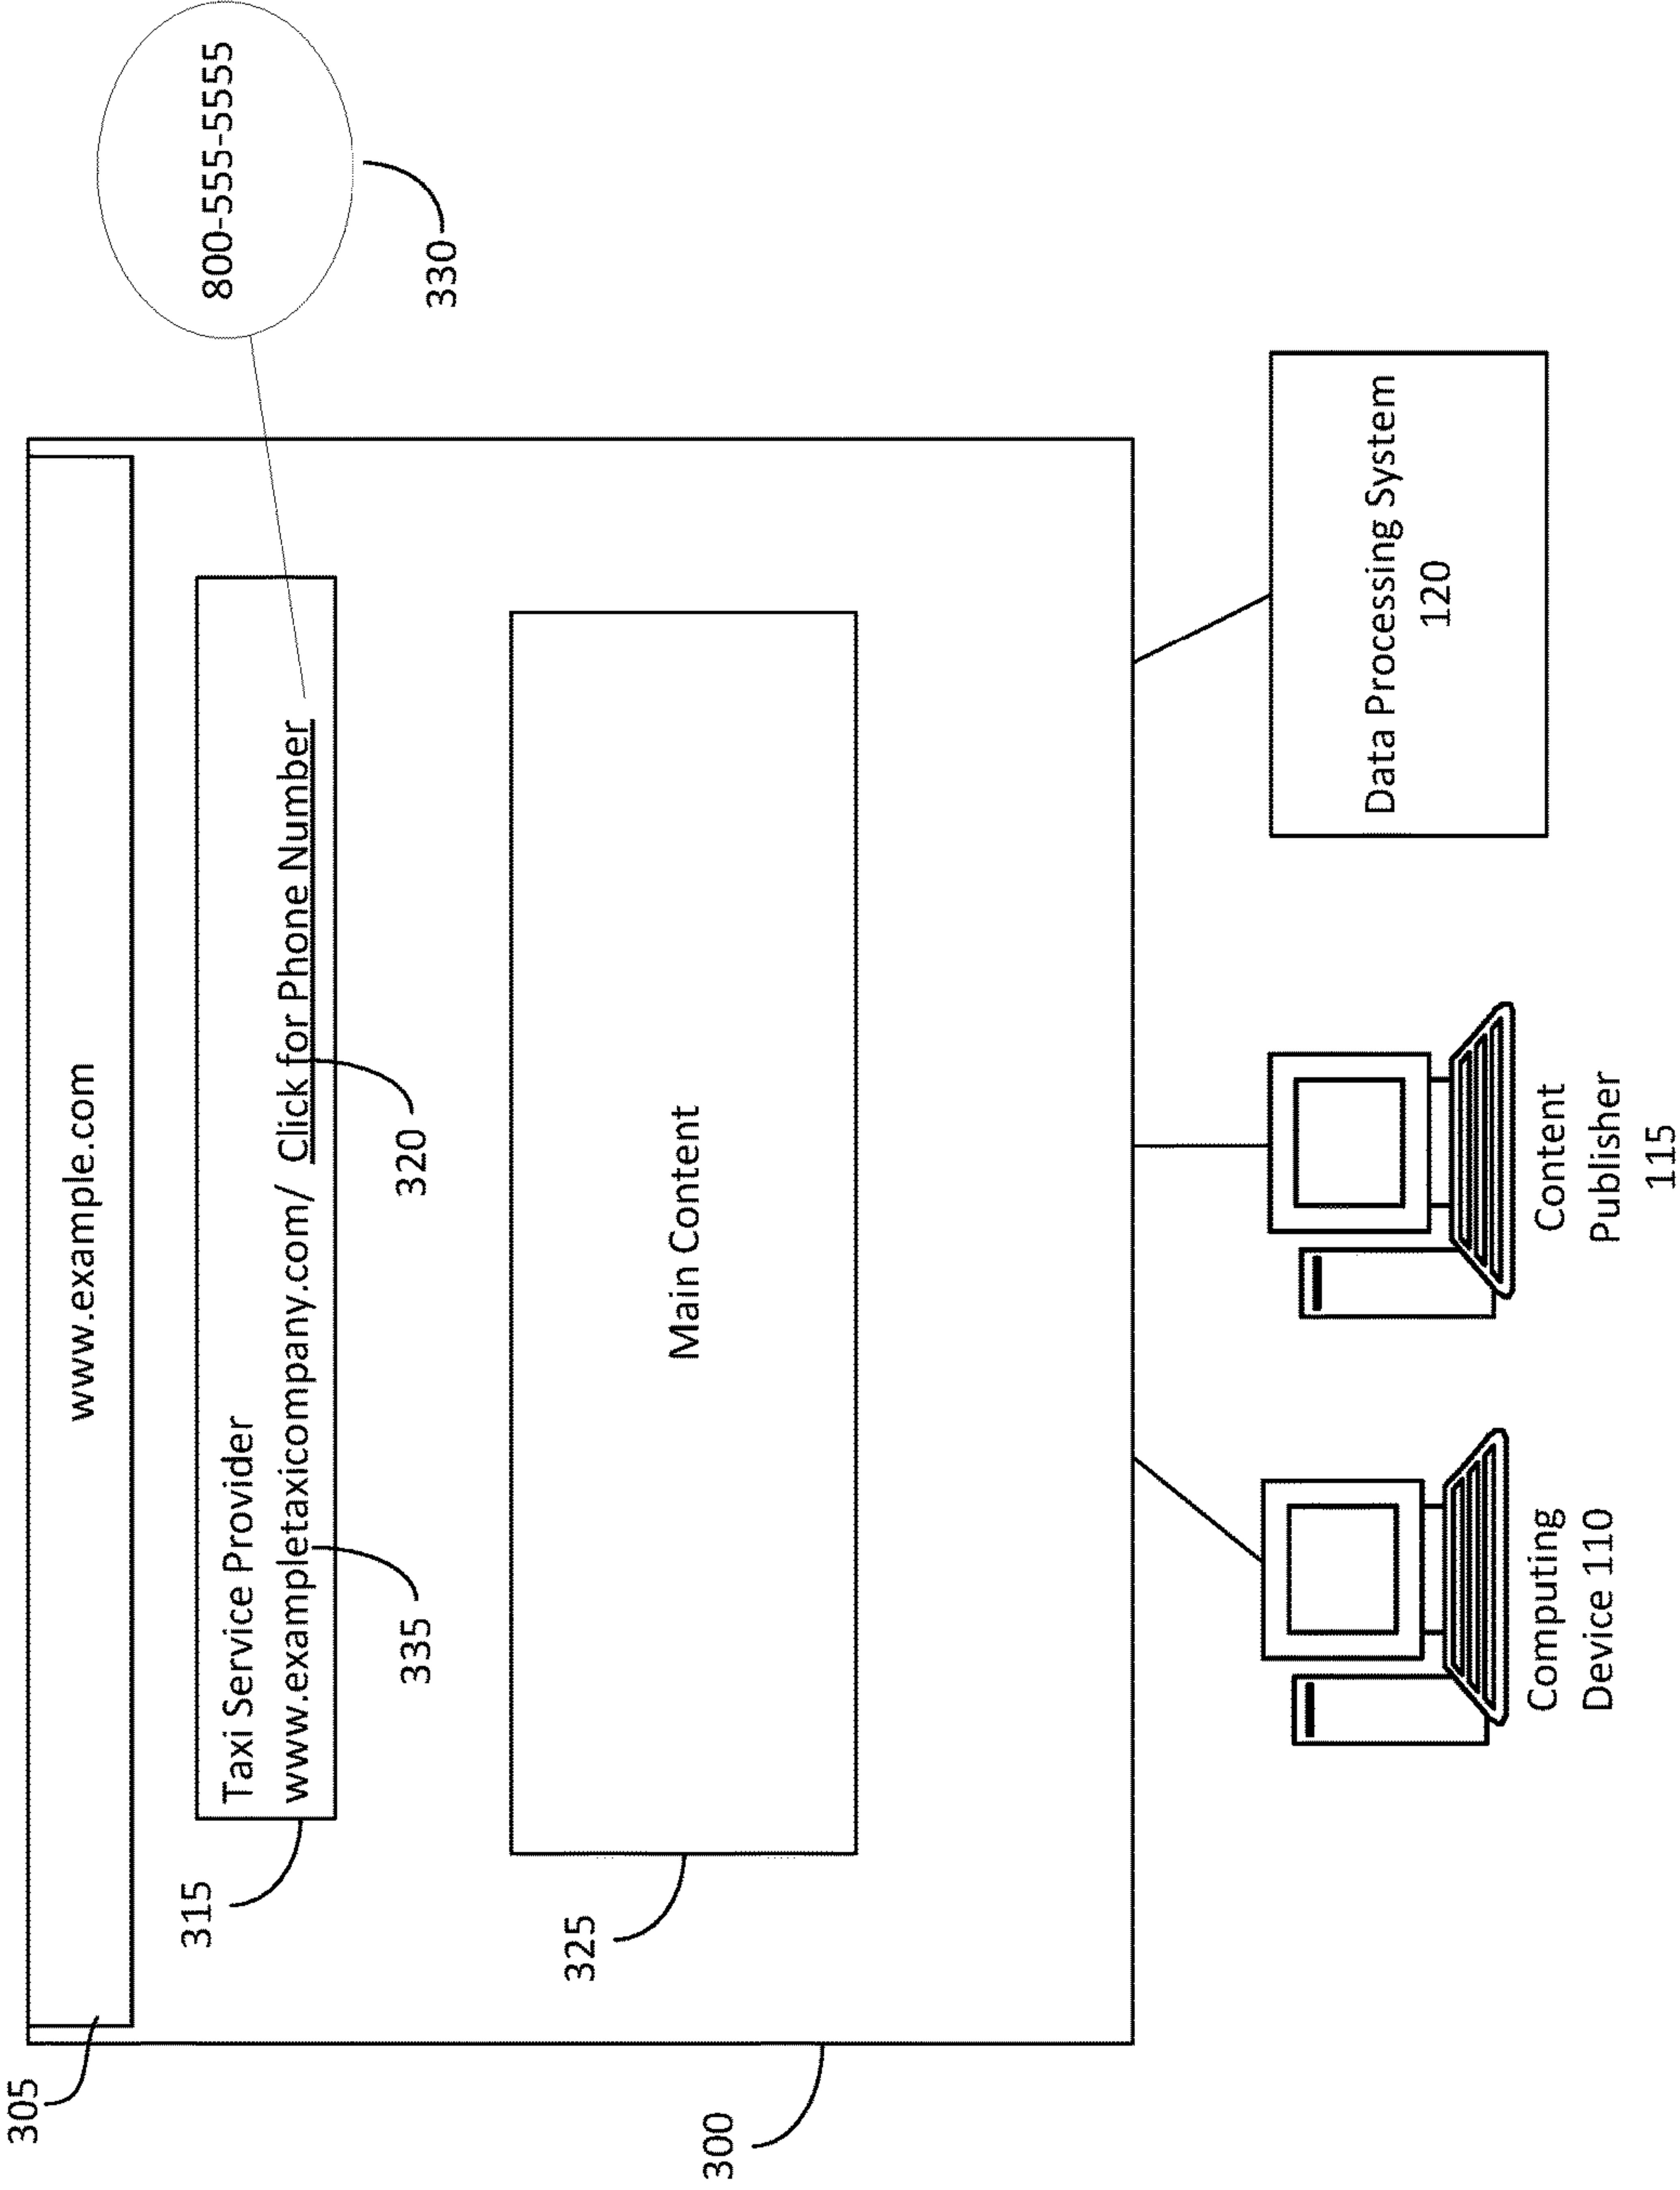 305
www.example.com
315
Taxi Service Provider
www.exampletaxicompany.com/ Click for Phone Number
800-555-5555
335
320
330
325
Main Content
300
Computing
Device 110
Content
Publisher
115
Data Processing System
120